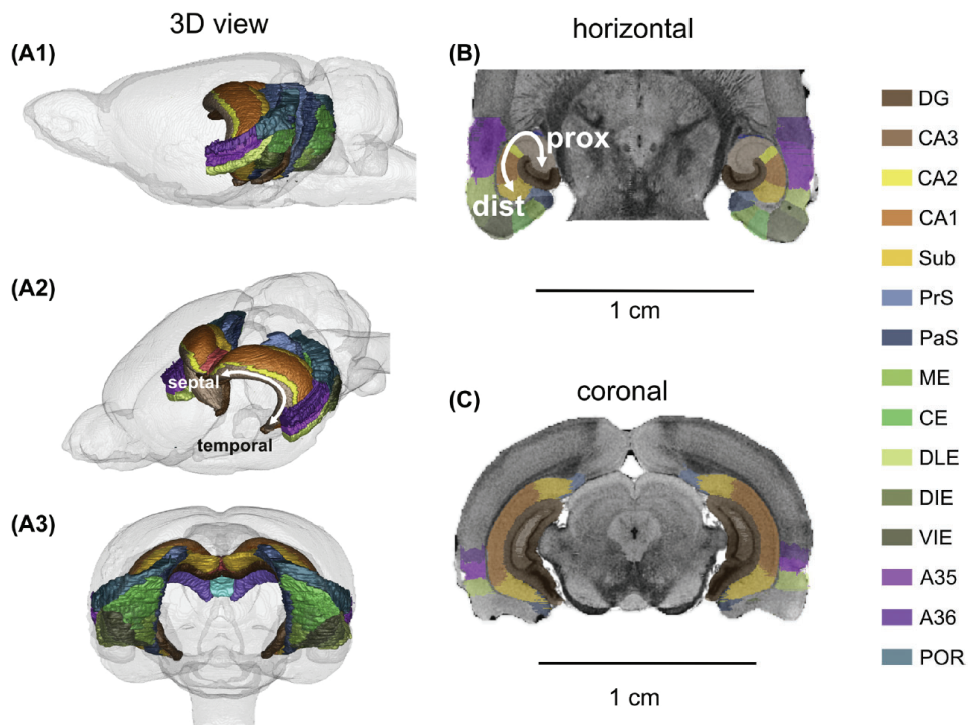 3D view
(A1)
(A2)
septal
temporal
(A3)
horizontal
(B)
prox
dist
1 cm
coronal
(C)
1 cm
DG
CA3
CA2
CA1
Sub
PrS
PaS
ME
CE
DLE
DIE
VIE
A35
A36
POR